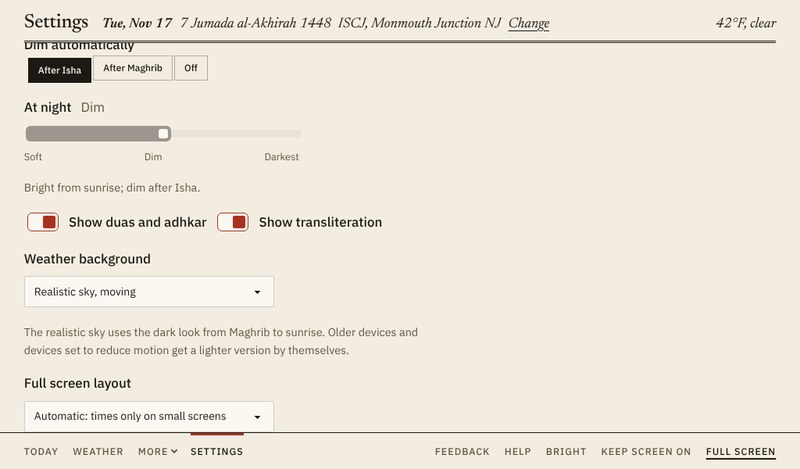 Settings Tue, Nov 17 7 Jumada al-Akhirah 1448 ISCJ, Monmouth Junction NJ Change 42°F, clear
Dim automatically
After Isha After Maghrib Off
At night Dim
Soft Dim Darkest
Bright from sunrise; dim after Isha.
Show duas and adhkar Show transliteration
Weather background
Realistic sky, moving
The realistic sky uses the dark look from Maghrib to sunrise. Older devices and
devices set to reduce motion get a lighter version by themselves.
Full screen layout
Automatic: times only on small screens
TODAY WEATHER MORE SETTINGS FEEDBACK HELP BRIGHT KEEP SCREEN ON FULL SCREEN